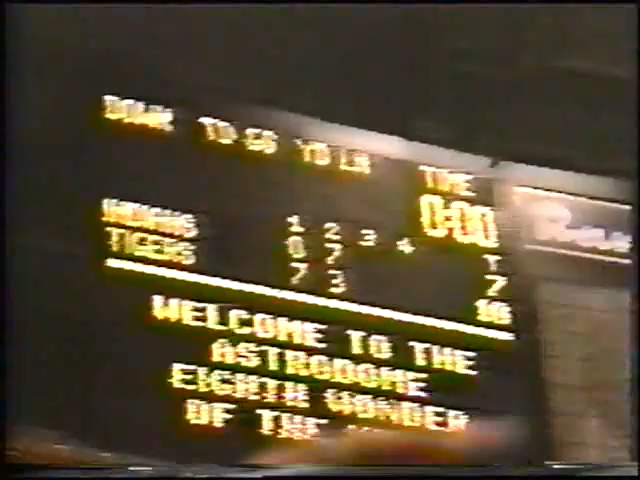 DOWN TO GO YD LN TIME
0:00
1 2 3 4 T
INDIANS 0 7 7
TIGERS 7 3 10
WELCOME TO THE
ASTRODOME
EIGHTH WONDER
OF THE